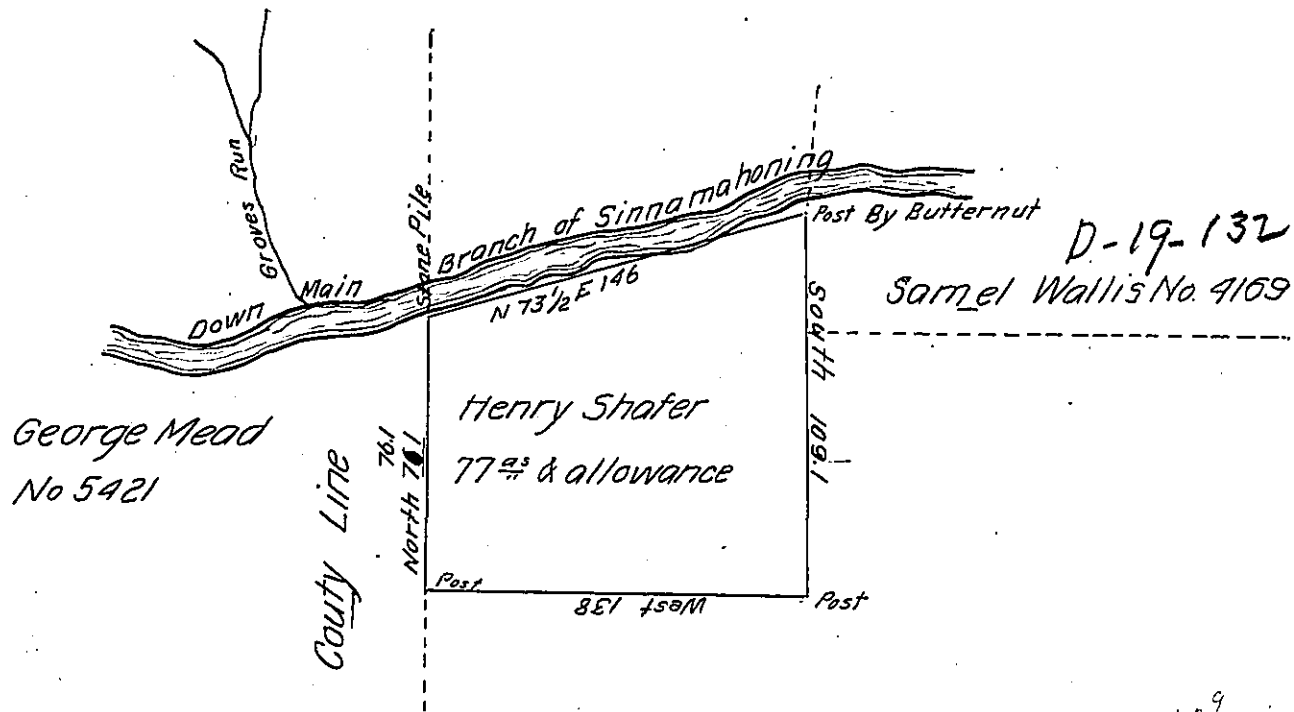 Groves Run
Stone Pile
Down Main Branch of Sinnamahoning
N 73½ E 146
Post By Butternut
D-19-132
Samel Wallis No. 4169
South 109.1
George Mead
No 5421
Couty Line
76.1
North 761
Henry Shafer
77 as & allowance
Post
West 138
Post
9